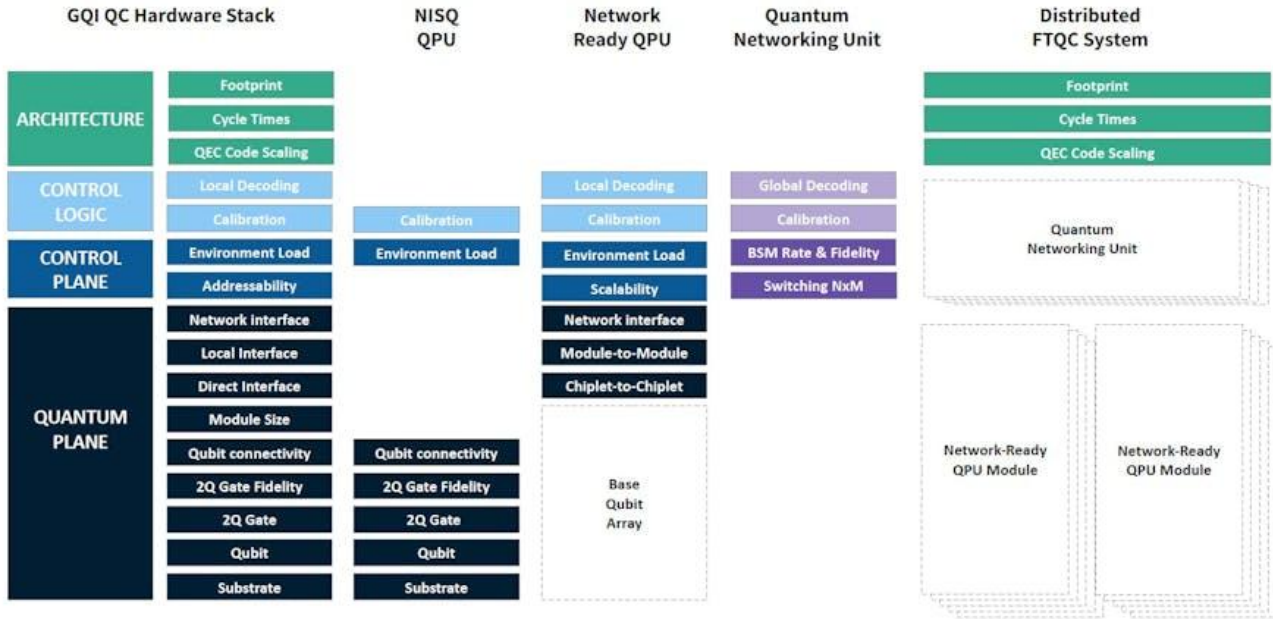 GQI QC Hardware Stack
NISQ
QPU
Network
Ready QPU
Quantum
Networking Unit
Distributed
FTQC System
ARCHITECTURE
Footprint
Cycle Times
QEC Code Scaling
CONTROL
LOGIC
Local Decoding
Calibration
CONTROL
PLANE
Environment Load
Addressability
QUANTUM
PLANE
Network interface
Local Interface
Direct Interface
Module Size
Qubit connectivity
2Q Gate Fidelity
2Q Gate
Qubit
Substrate
Calibration
Environment Load
Qubit connectivity
2Q Gate Fidelity
2Q Gate
Qubit
Substrate
Local Decoding
Calibration
Environment Load
Scalability
Network interface
Module-to-Module
Chiplet-to-Chiplet
Base
Qubit
Array
Global Decoding
Calibration
BSM Rate & Fidelity
Switching NxM
Footprint
Cycle Times
QEC Code Scaling
Quantum
Networking Unit
Network-Ready
QPU Module
Network-Ready
QPU Module